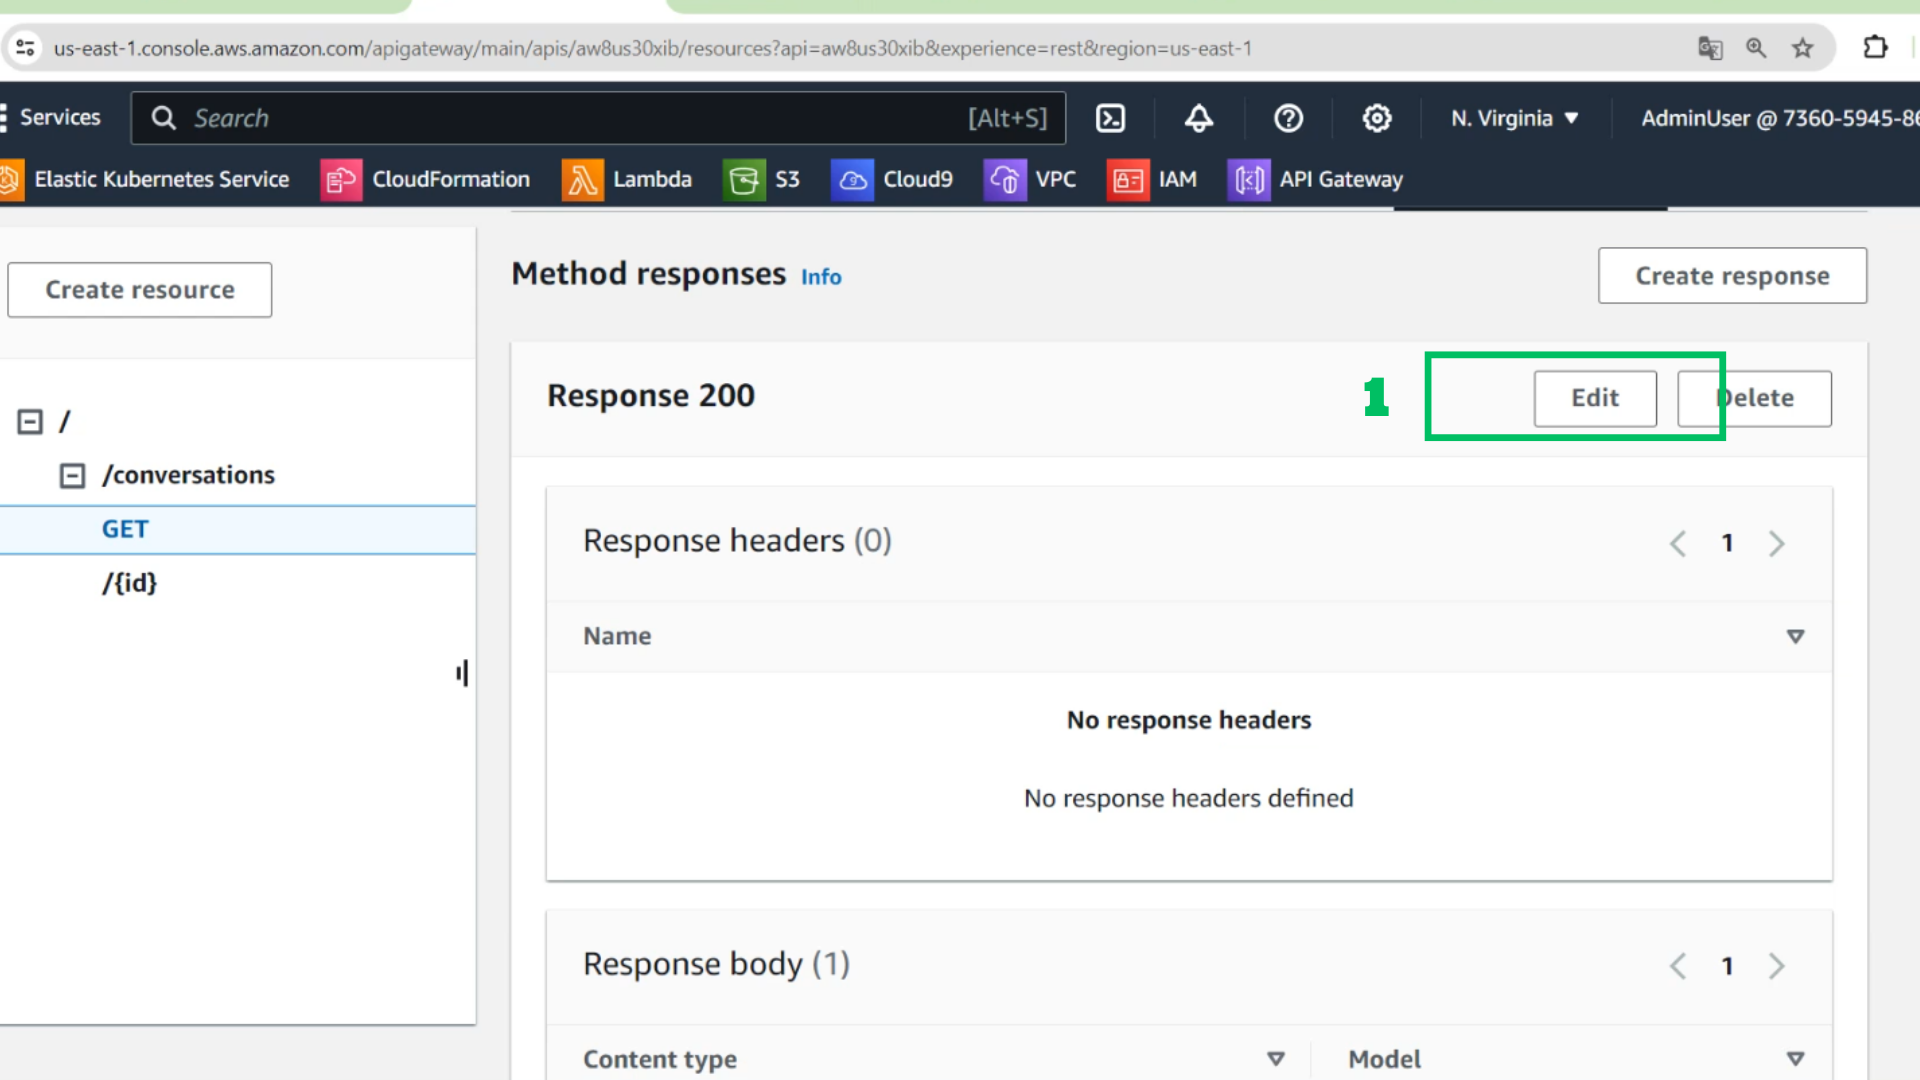 us-east-1.console.aws.amazon.com/apigateway/main/apis/aw8us30xib/resources?api=aw8us30xib&experience=rest&region=us-east-1
Services
Search
[Alt+S]
N. Virginia
AdminUser @ 7360-5945-86
Elastic Kubernetes Service
CloudFormation
Lambda
S3
Cloud9
VPC
IAM
API Gateway
Create resource
/
/conversations
GET
/{id}
Method responses Info
Create response
Response 200
1
Edit
Delete
Response headers (0)
1
Name
No response headers
No response headers defined
Response body (1)
1
Content type
Model